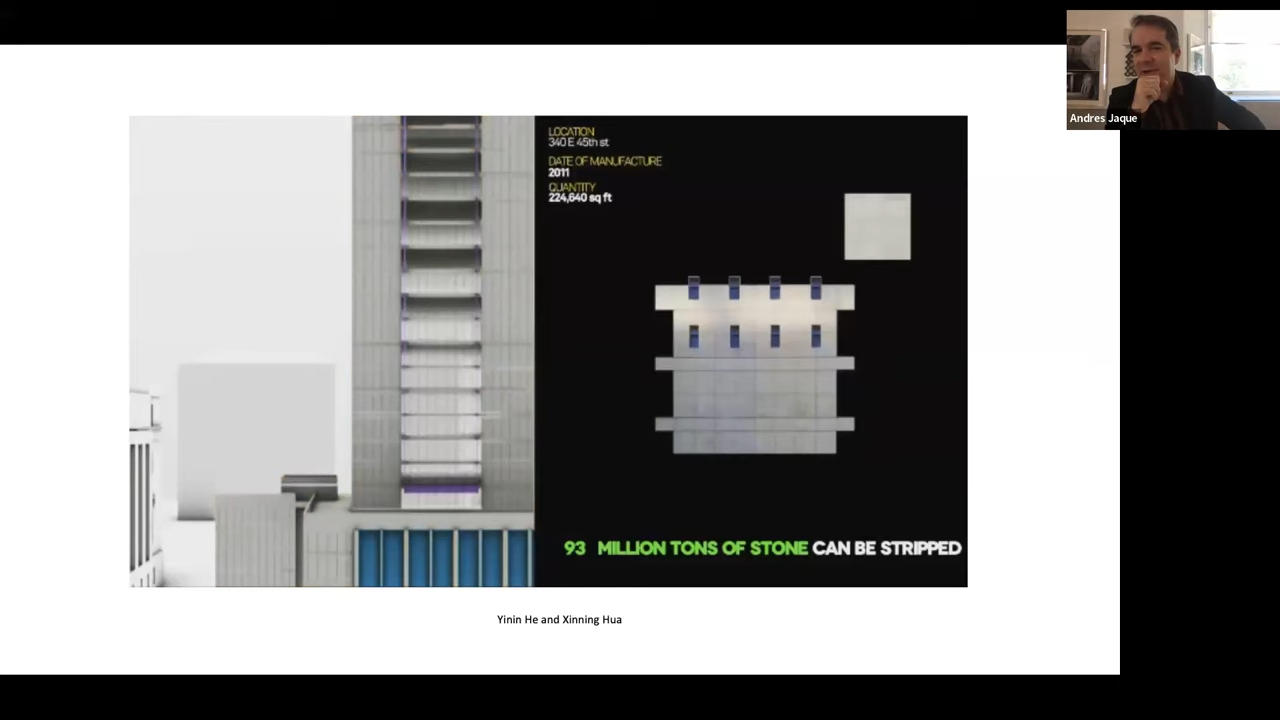 Andres Jaque
LOCATION
340 E 45th st
DATE OF MANUFACTURE
2011
QUANTITY
224,640 sq ft
93 MILLION TONS OF STONE CAN BE STRIPPED
Yinin He and Xinning Hua